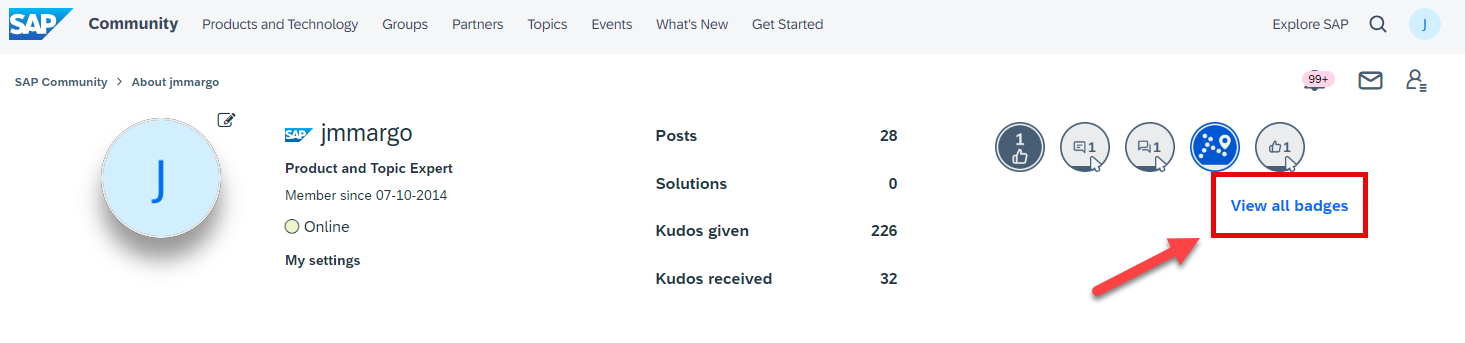 SAP Community Products and Technology Groups Partners Topics Events What's New Get Started Explore SAP J
SAP Community > About jmmargo 99+
J
SAP jmmargo
Product and Topic Expert
Member since 07-10-2014
Online
My settings
Posts 28
Solutions 0
Kudos given 226
Kudos received 32
1 1 1 1
View all badges